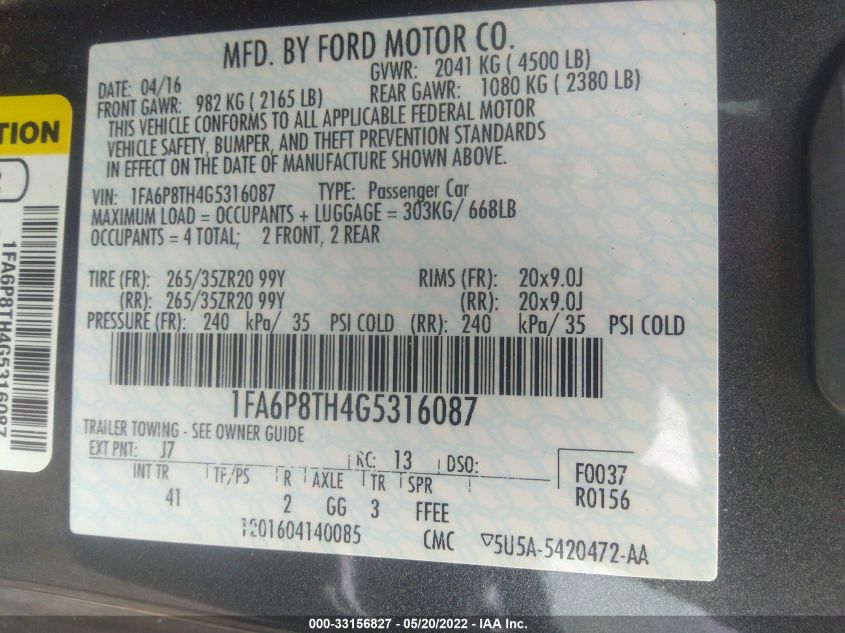 MFD. BY FORD MOTOR CO.
DATE: 04/16 GVWR: 2041 KG ( 4500 LB)
FRONT GAWR: 982 KG ( 2165 LB) REAR GAWR: 1080 KG ( 2380 LB)
THIS VEHICLE CONFORMS TO ALL APPLICABLE FEDERAL MOTOR
VEHICLE SAFETY, BUMPER, AND THEFT PREVENTION STANDARDS
IN EFFECT ON THE DATE OF MANUFACTURE SHOWN ABOVE.
VIN: 1FA6P8TH4G5316087 TYPE: Passenger Car
MAXIMUM LOAD = OCCUPANTS + LUGGAGE = 303KG/ 668LB
OCCUPANTS = 4 TOTAL; 2 FRONT, 2 REAR
TIRE (FR): 265/35ZR20 99Y RIMS (FR): 20x9.0J
(RR): 265/35ZR20 99Y (RR): 20x9.0J
PRESSURE (FR): 240 kPa/ 35 PSI COLD (RR): 240 kPa/ 35 PSI COLD
1FA6P8TH4G5316087
TRAILER TOWING - SEE OWNER GUIDE
EXT PNT: J7 RC: 13 DSO: F0037
INT TR TP/PS R AXLE TR SPR R0156
41 2 GG 3 FFEE
1201604140085 CMC ▽5U5A-5420472-AA
TION
1FA6P8TH4G5316087
000-33156827 - 05/20/2022 - IAA Inc.